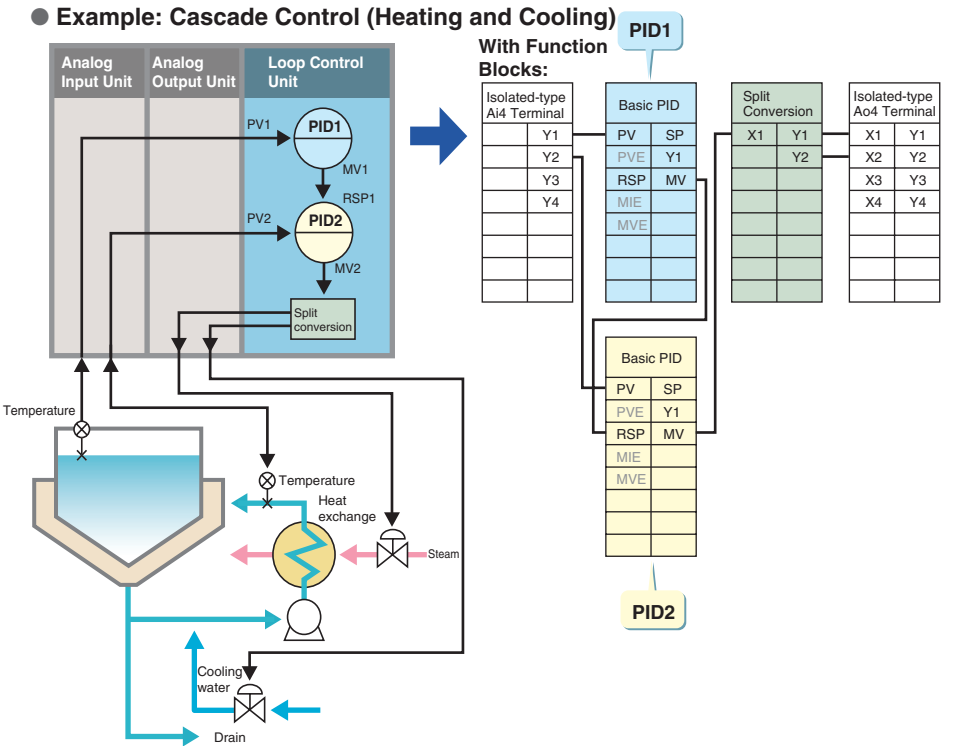 ● Example: Cascade Control (Heating and Cooling)
Analog
Input Unit
Analog
Output Unit
Loop Control
Unit
PV1
PID1
MV1
RSP1
PV2
PID2
MV2
Split
conversion
Temperature
Temperature
Heat
exchange
Steam
Cooling
water
Drain
With Function
Blocks:
PID1
Isolated-type
Ai4 Terminal
Y1
Y2
Y3
Y4
Basic PID
PV SP
PVE Y1
RSP MV
MIE
MVE
Split
Conversion
X1 Y1
Y2
Isolated-type
Ao4 Terminal
X1 Y1
X2 Y2
X3 Y3
X4 Y4
Basic PID
PV SP
PVE Y1
RSP MV
MIE
MVE
PID2